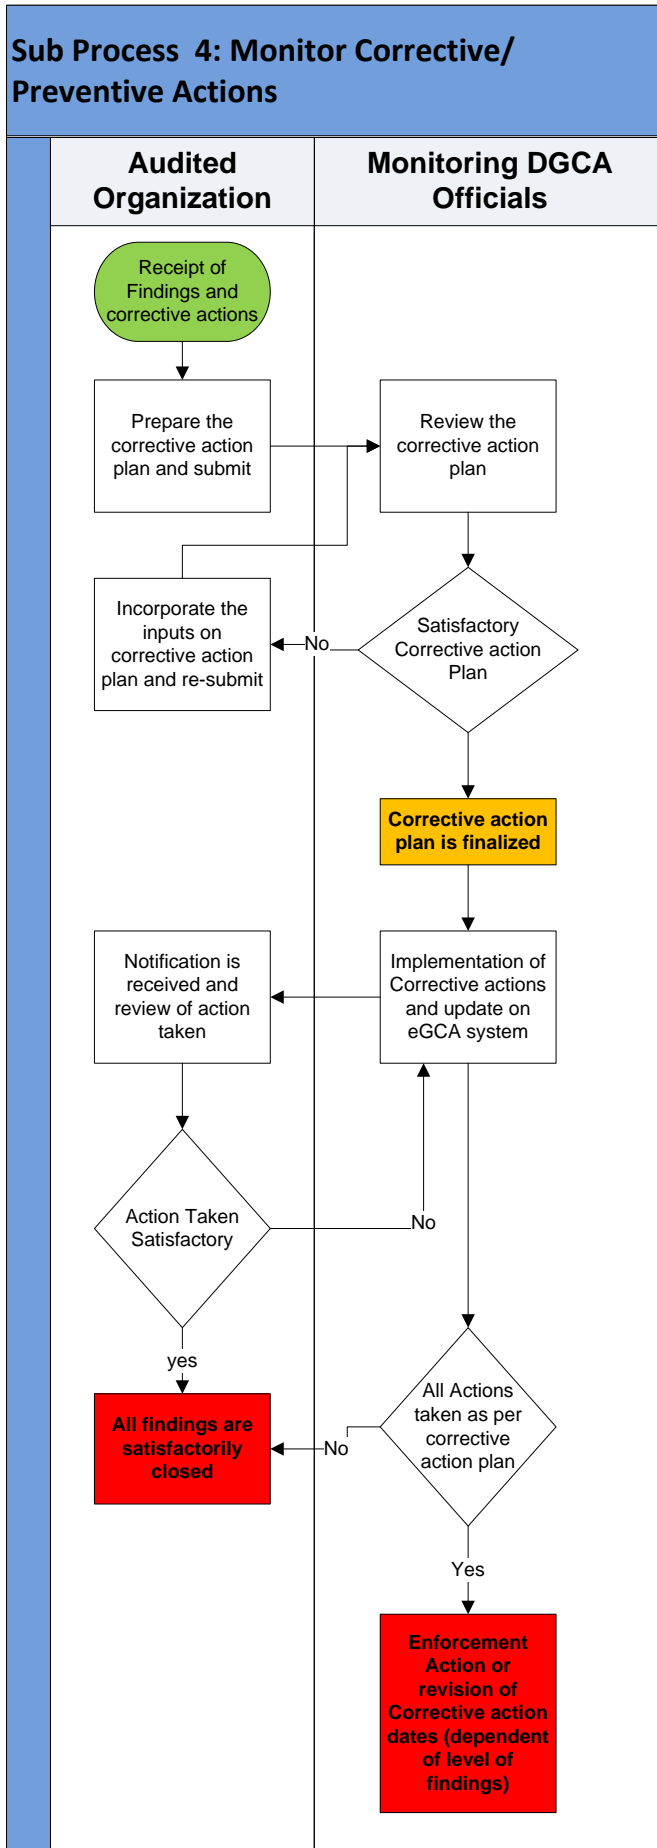 Sub Process  4: Monitor Corrective/
Preventive Actions
Audited
Organization
Monitoring DGCA
Officials
Receipt of
Findings and
corrective actions
Prepare the
corrective action
plan and submit
Review the
corrective action
plan
Incorporate the
inputs on
corrective action
plan and re-submit
No
Satisfactory
Corrective action
Plan
Corrective action
plan is finalized
Notification is
received and
review of action
taken
Implementation of
Corrective actions
and update on
eGCA system
Action Taken
Satisfactory
No
yes
All findings are
satisfactorily
closed
No
All Actions
taken as per
corrective
action plan
Yes
Enforcement
Action or
revision of
Corrective action
dates (dependent
of level of
findings)